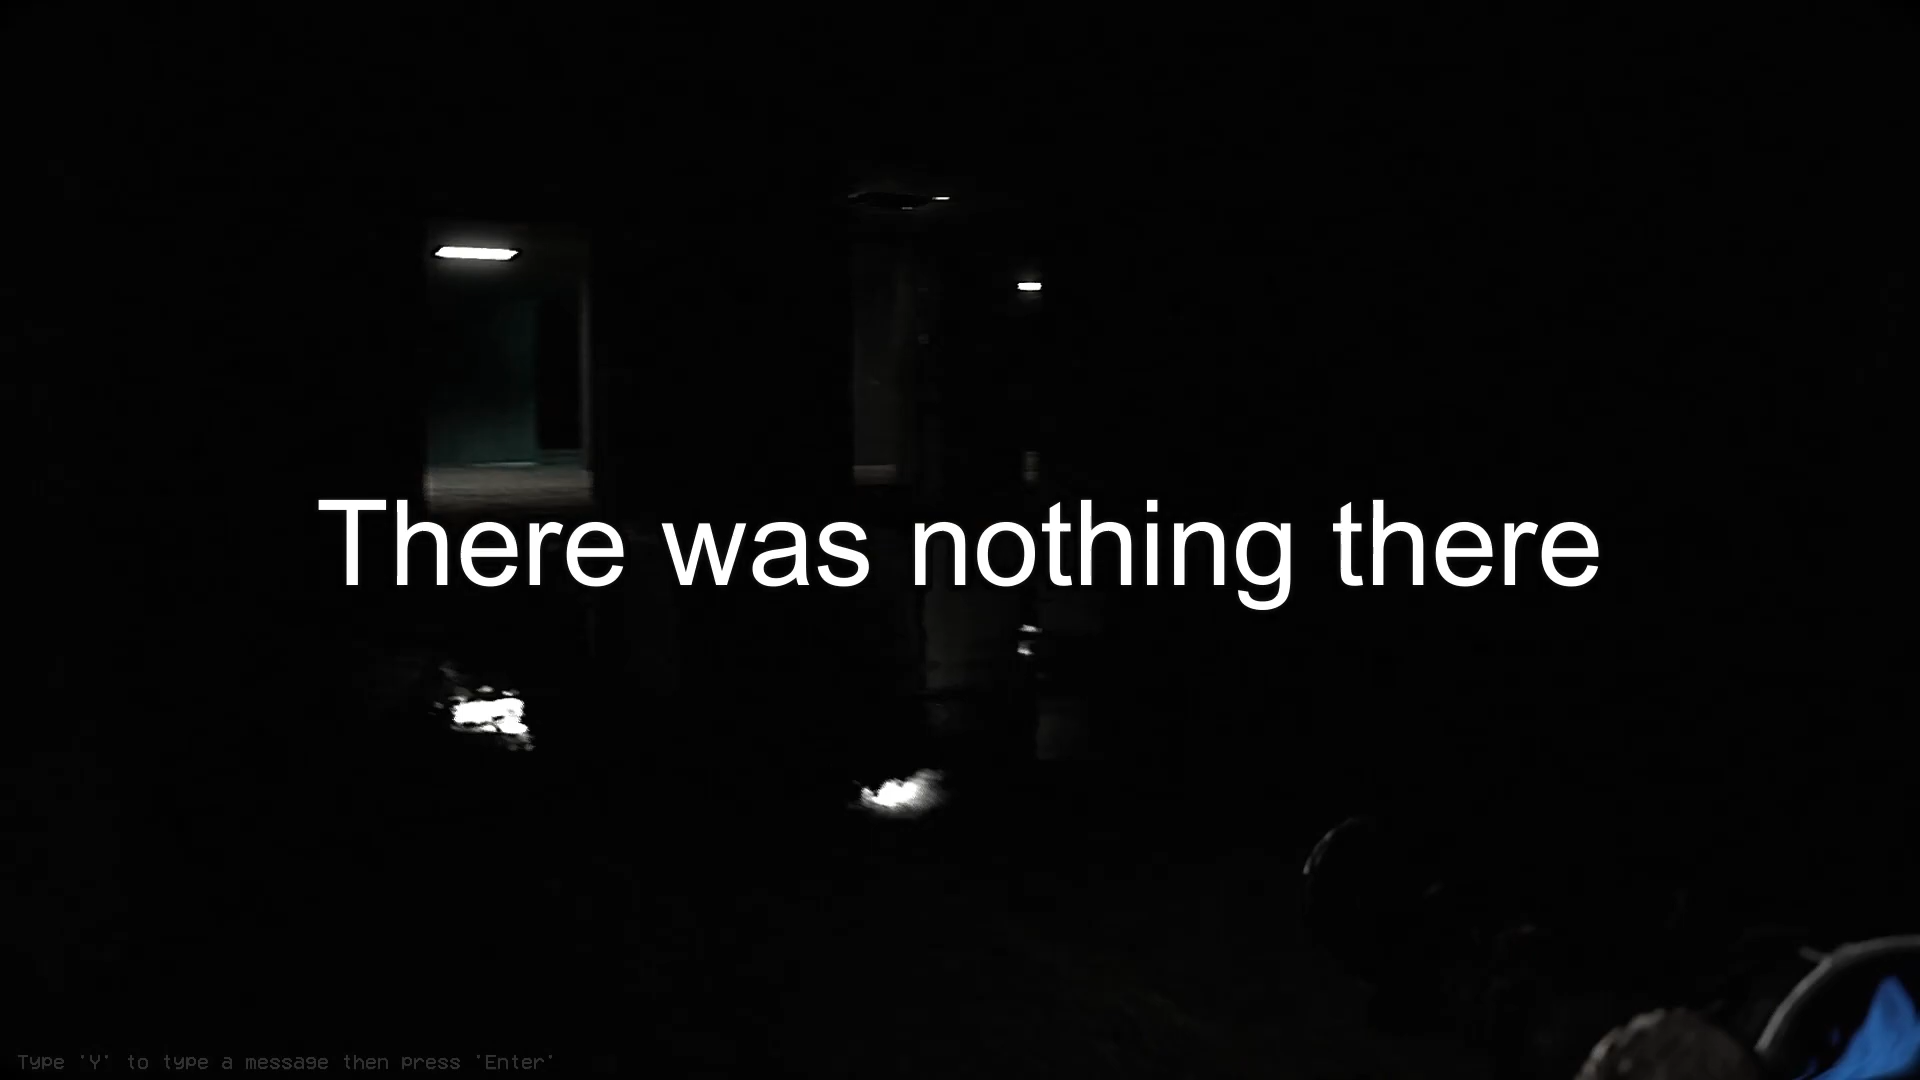 There was nothing there
Type 'Y' to type a message then press 'Enter'